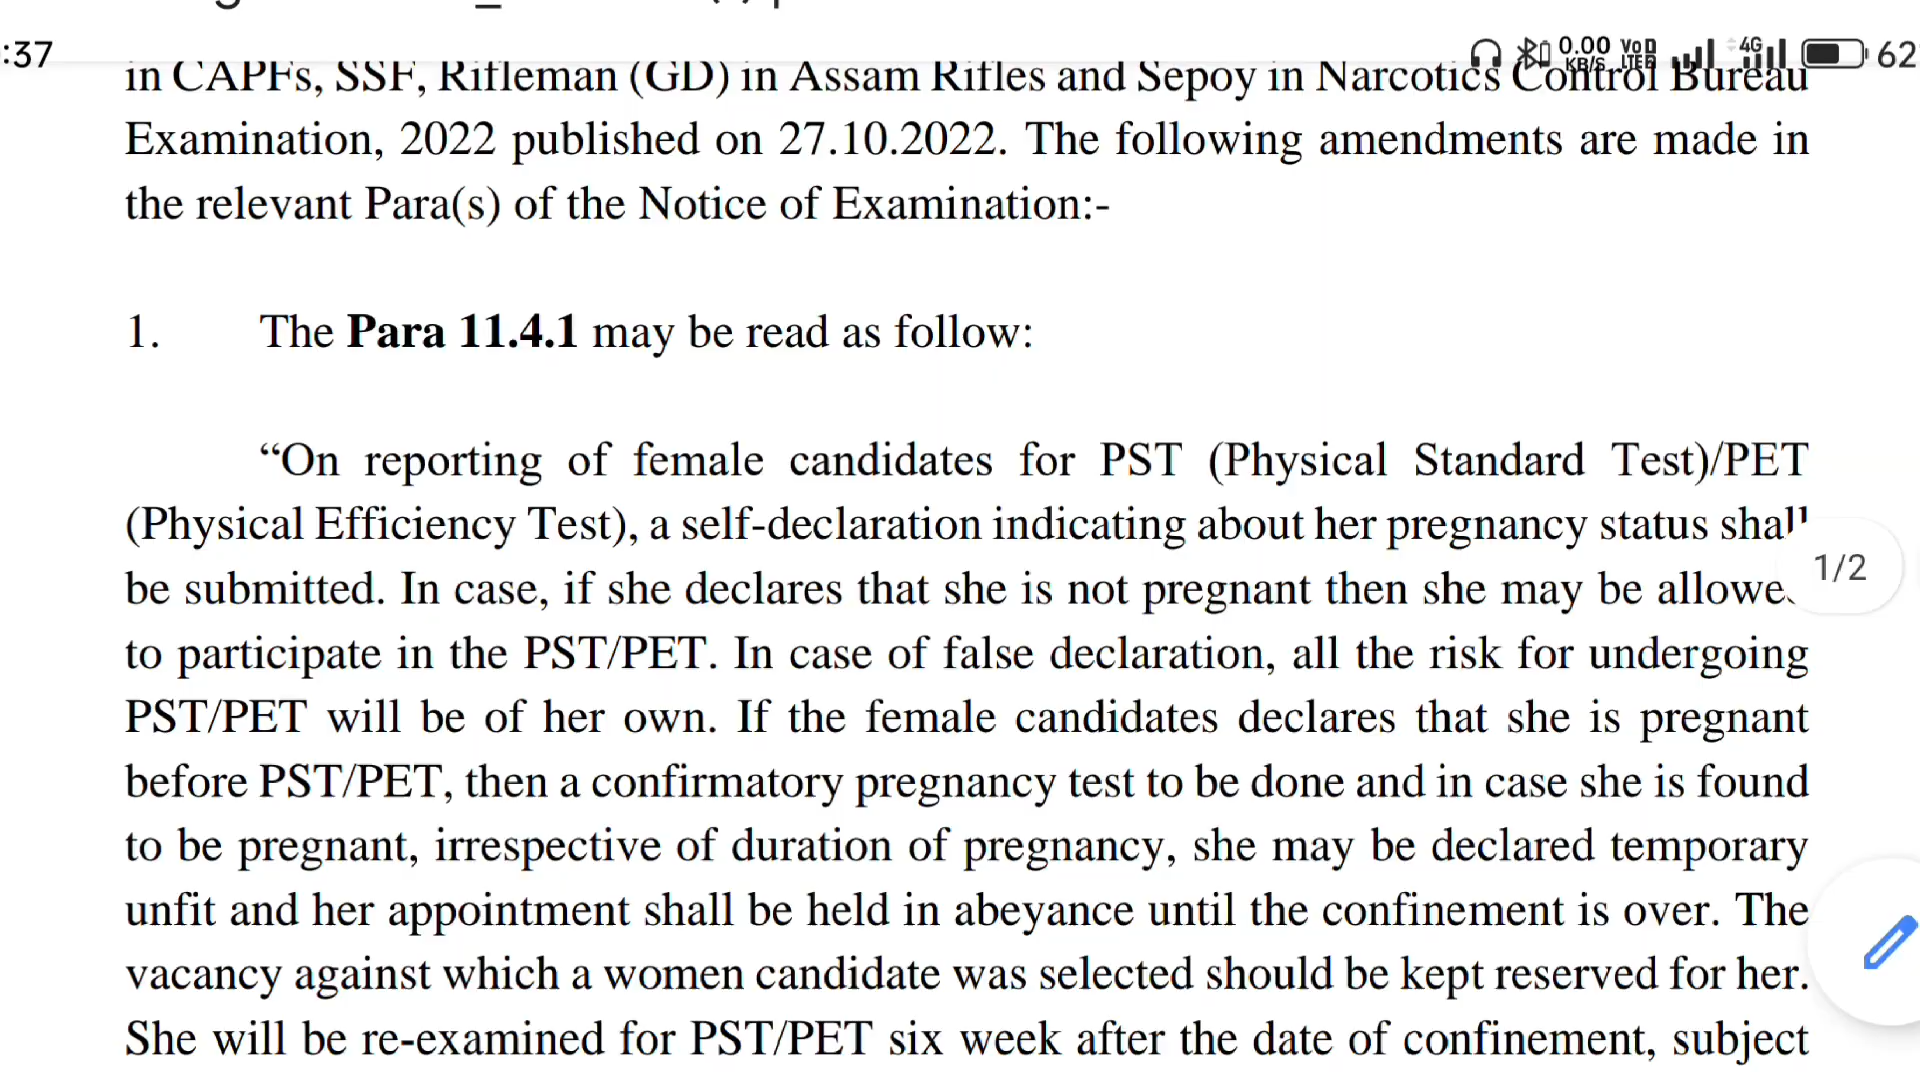 :37
0.00 KB/S VoD LTE 4G 62
in CAPFs, SSF, Rifleman (GD) in Assam Rifles and Sepoy in Narcotics Control Bureau
Examination, 2022 published on 27.10.2022. The following amendments are made in
the relevant Para(s) of the Notice of Examination:-
1. The Para 11.4.1 may be read as follow:
“On reporting of female candidates for PST (Physical Standard Test)/PET
(Physical Efficiency Test), a self-declaration indicating about her pregnancy status shall
1/2
be submitted. In case, if she declares that she is not pregnant then she may be allowe
to participate in the PST/PET. In case of false declaration, all the risk for undergoing
PST/PET will be of her own. If the female candidates declares that she is pregnant
before PST/PET, then a confirmatory pregnancy test to be done and in case she is found
to be pregnant, irrespective of duration of pregnancy, she may be declared temporary
unfit and her appointment shall be held in abeyance until the confinement is over. The
vacancy against which a women candidate was selected should be kept reserved for her.
She will be re-examined for PST/PET six week after the date of confinement, subject